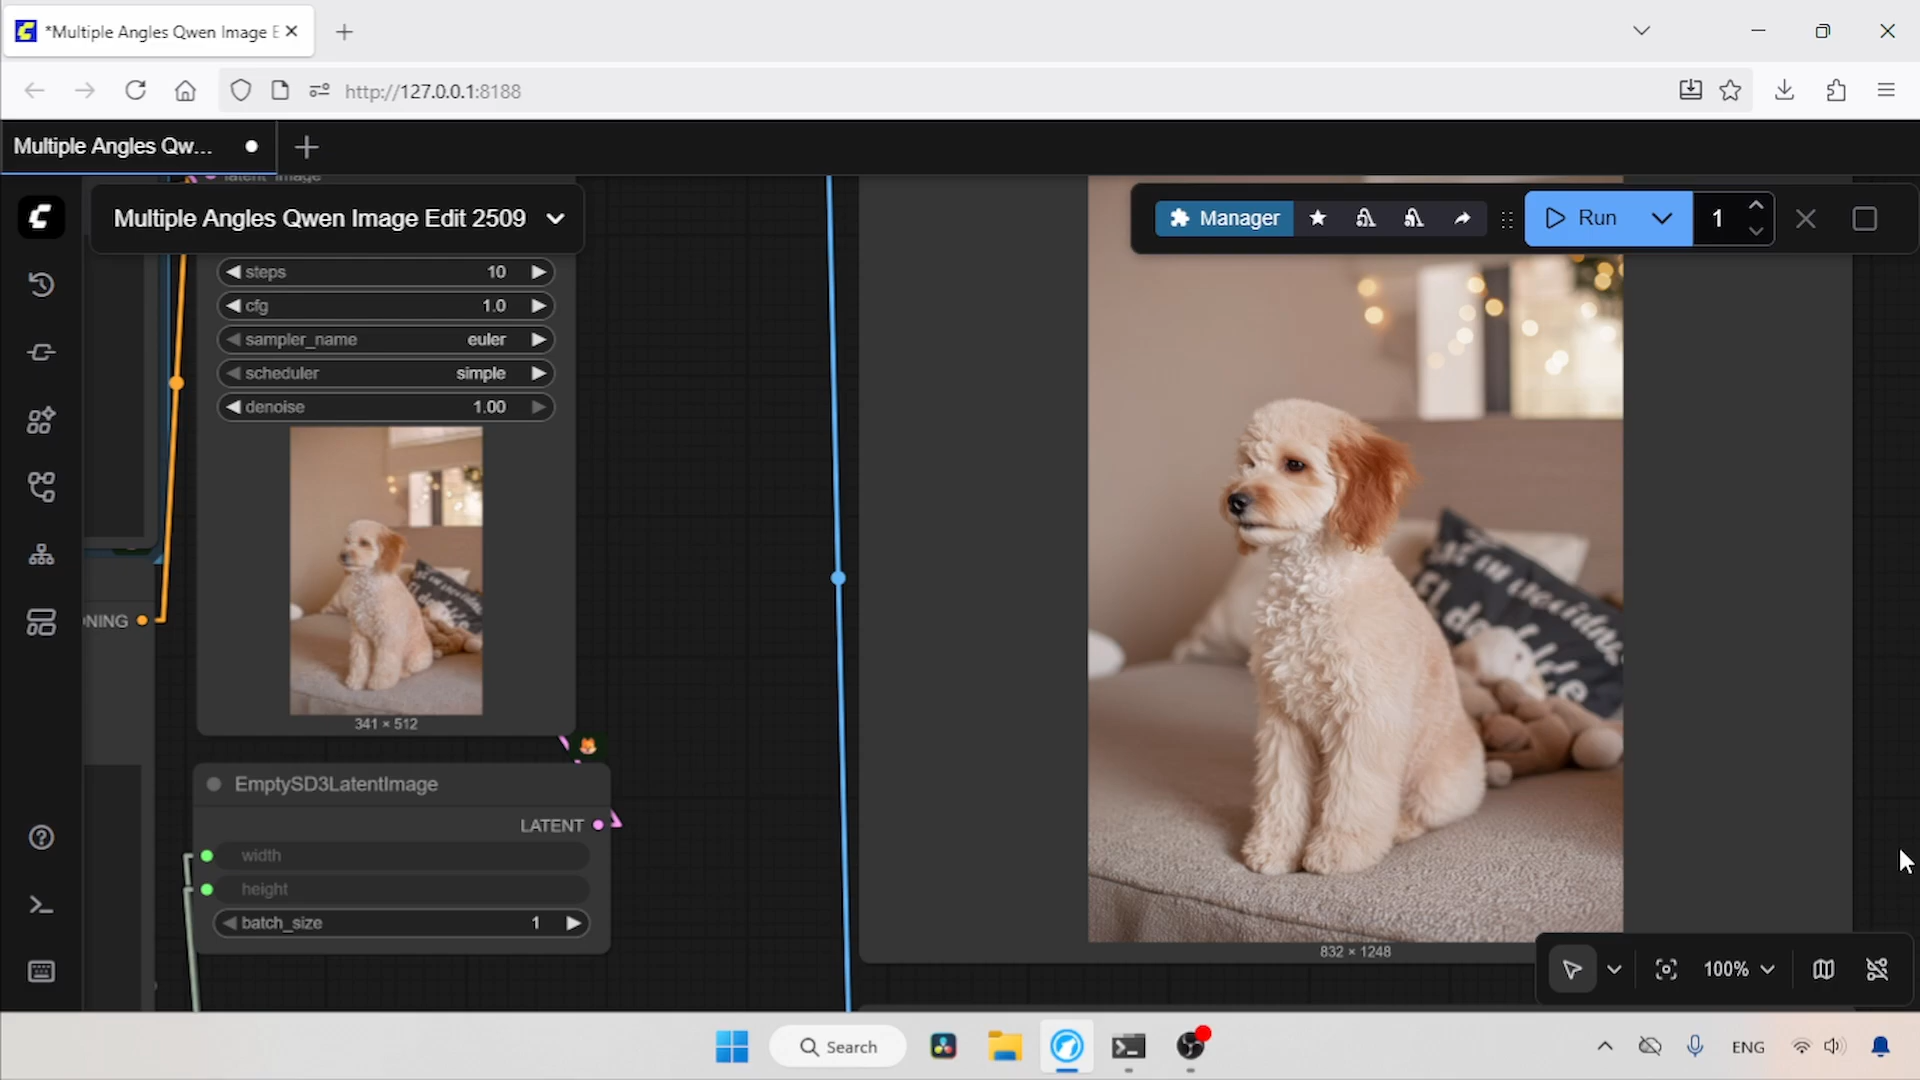 *Multiple Angles Qwen Image E
http://127.0.0.1:8188
Multiple Angles Qw...
latent_image
Multiple Angles Qwen Image Edit 2509
Manager
Run
1
steps 10
cfg 1.0
sampler_name euler
scheduler simple
denoise 1.00
341 × 512
ONING
EmptySD3LatentImage
LATENT
width
height
batch_size 1
832 × 1248
100%
Search
ENG